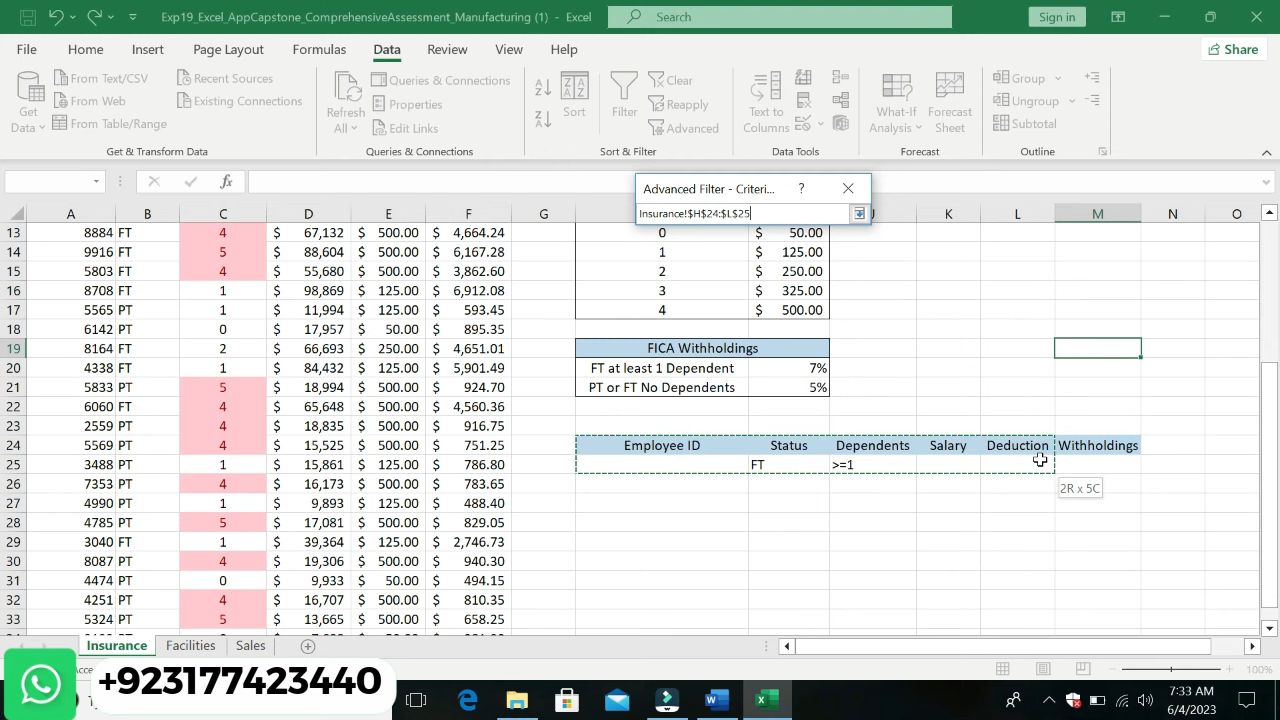 Exp19_Excel_AppCapstone_ComprehensiveAssessment_Manufacturing (1) - Excel
Search
Sign in
File Home Insert Page Layout Formulas Data Review View Help
Share
Get Data
From Text/CSV
From Web
From Table/Range
Recent Sources
Existing Connections
Refresh All
Queries & Connections
Properties
Edit Links
Sort
Filter
Clear
Reapply
Advanced
Text to Columns
What-If Analysis
Forecast Sheet
Group
Ungroup
Subtotal
Get & Transform Data Queries & Connections Sort & Filter Data Tools Forecast Outline
fx
Advanced Filter - Criteri... ?
Insurance!$H$24:$L$25
A B C D E F G K L M N O
13 8884 FT 4 $ 67,132 $ 500.00 $ 4,664.24 0 $ 50.00
14 9916 FT 5 $ 88,604 $ 500.00 $ 6,167.28 1 $ 125.00
15 5803 FT 4 $ 55,680 $ 500.00 $ 3,862.60 2 $ 250.00
16 8708 FT 1 $ 98,869 $ 125.00 $ 6,912.08 3 $ 325.00
17 5565 PT 1 $ 11,994 $ 125.00 $ 593.45 4 $ 500.00
18 6142 PT 0 $ 17,957 $ 50.00 $ 895.35
19 8164 FT 2 $ 66,693 $ 250.00 $ 4,651.01 FICA Withholdings
20 4338 FT 1 $ 84,432 $ 125.00 $ 5,901.49 FT at least 1 Dependent 7%
21 5833 PT 5 $ 18,994 $ 500.00 $ 924.70 PT or FT No Dependents 5%
22 6060 FT 4 $ 65,648 $ 500.00 $ 4,560.36
23 2559 PT 4 $ 18,835 $ 500.00 $ 916.75
24 5569 PT 4 $ 15,525 $ 500.00 $ 751.25 Employee ID Status Dependents Salary Deduction Withholdings
25 3488 PT 1 $ 15,861 $ 125.00 $ 786.80 FT >=1
26 7353 PT 4 $ 16,173 $ 500.00 $ 783.65
2R x 5C
27 4990 PT 1 $ 9,893 $ 125.00 $ 488.40
28 4785 PT 5 $ 17,081 $ 500.00 $ 829.05
29 3040 FT 1 $ 39,364 $ 125.00 $ 2,746.73
30 8087 PT 4 $ 19,306 $ 500.00 $ 940.30
31 4474 PT 0 $ 9,933 $ 50.00 $ 494.15
32 4251 PT 4 $ 16,707 $ 500.00 $ 810.35
33 5324 PT 5 $ 13,665 $ 500.00 $ 658.25
Insurance Facilities Sales
100%
+923177423440
7:33 AM
6/4/2023